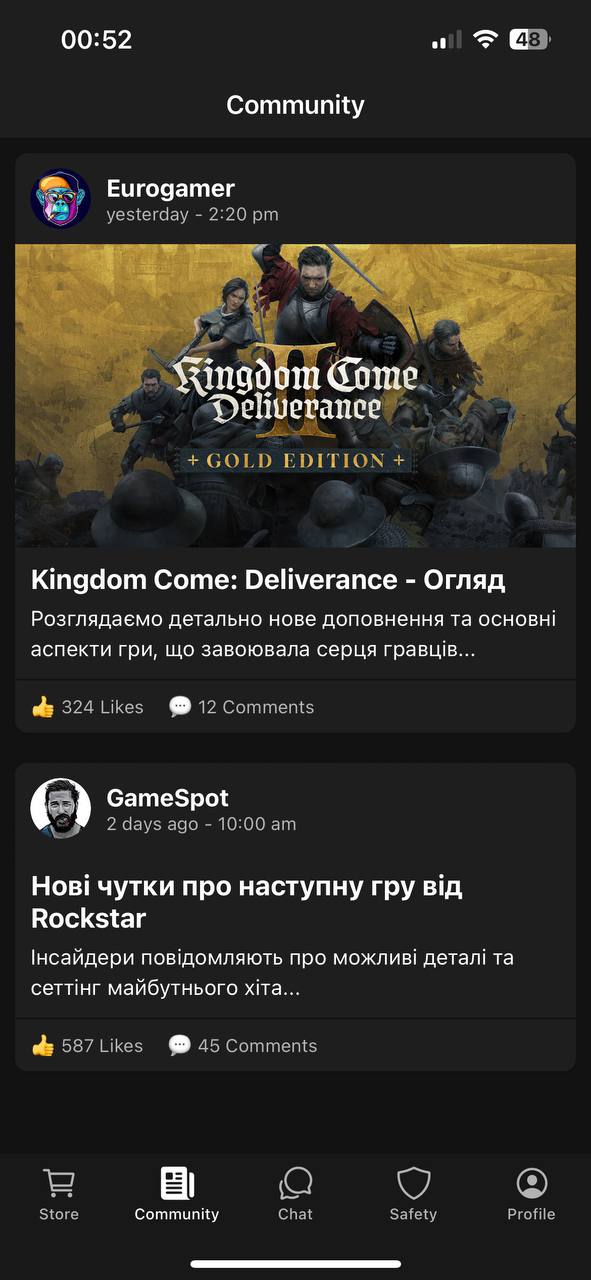 00:52
48
Community
Eurogamer
yesterday - 2:20 pm
II
Kingdom Come
Deliverance
+ GOLD EDITION +
Kingdom Come: Deliverance - Огляд
Розглядаємо детально нове доповнення та основні
аспекти гри, що завоювала серця гравців...
324 Likes 12 Comments
GameSpot
2 days ago - 10:00 am
Нові чутки про наступну гру від
Rockstar
Інсайдери повідомляють про можливі деталі та
сеттінг майбутнього хіта...
587 Likes 45 Comments
Store Community Chat Safety Profile